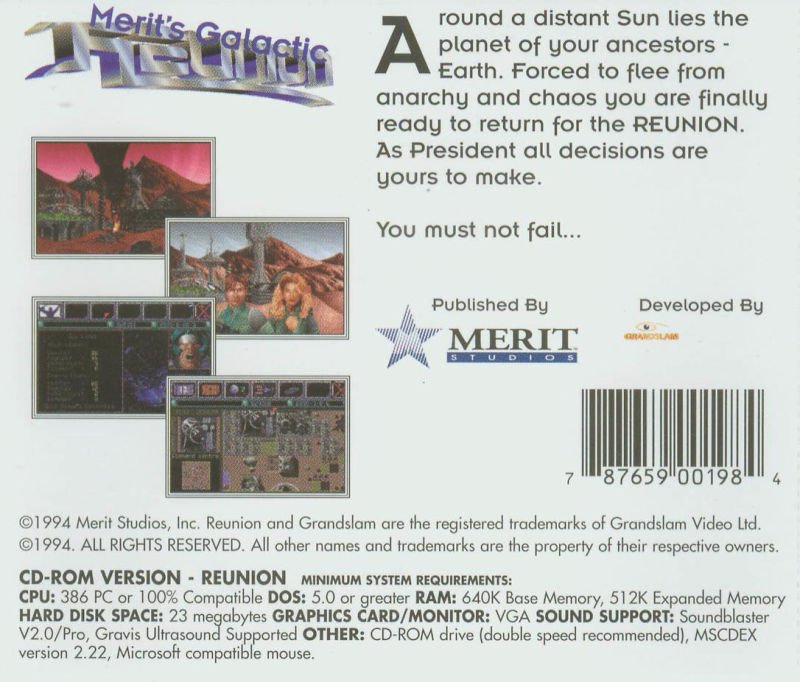 Merit's Galactic
Reunion
Around a distant Sun lies the
planet of your ancestors -
Earth. Forced to flee from
anarchy and chaos you are finally
ready to return for the REUNION.
As President all decisions are
yours to make.
You must not fail...
Published By
Developed By
MERIT
STUDIOS
GRANDSLAM
7 87659 00198 4
©1994 Merit Studios, Inc. Reunion and Grandslam are the registered trademarks of Grandslam Video Ltd.
©1994. ALL RIGHTS RESERVED. All other names and trademarks are the property of their respective owners.
CD-ROM VERSION - REUNION MINIMUM SYSTEM REQUIREMENTS:
CPU: 386 PC or 100% Compatible DOS: 5.0 or greater RAM: 640K Base Memory, 512K Expanded Memory
HARD DISK SPACE: 23 megabytes GRAPHICS CARD/MONITOR: VGA SOUND SUPPORT: Soundblaster
V2.0/Pro, Gravis Ultrasound Supported OTHER: CD-ROM drive (double speed recommended), MSCDEX
version 2.22, Microsoft compatible mouse.